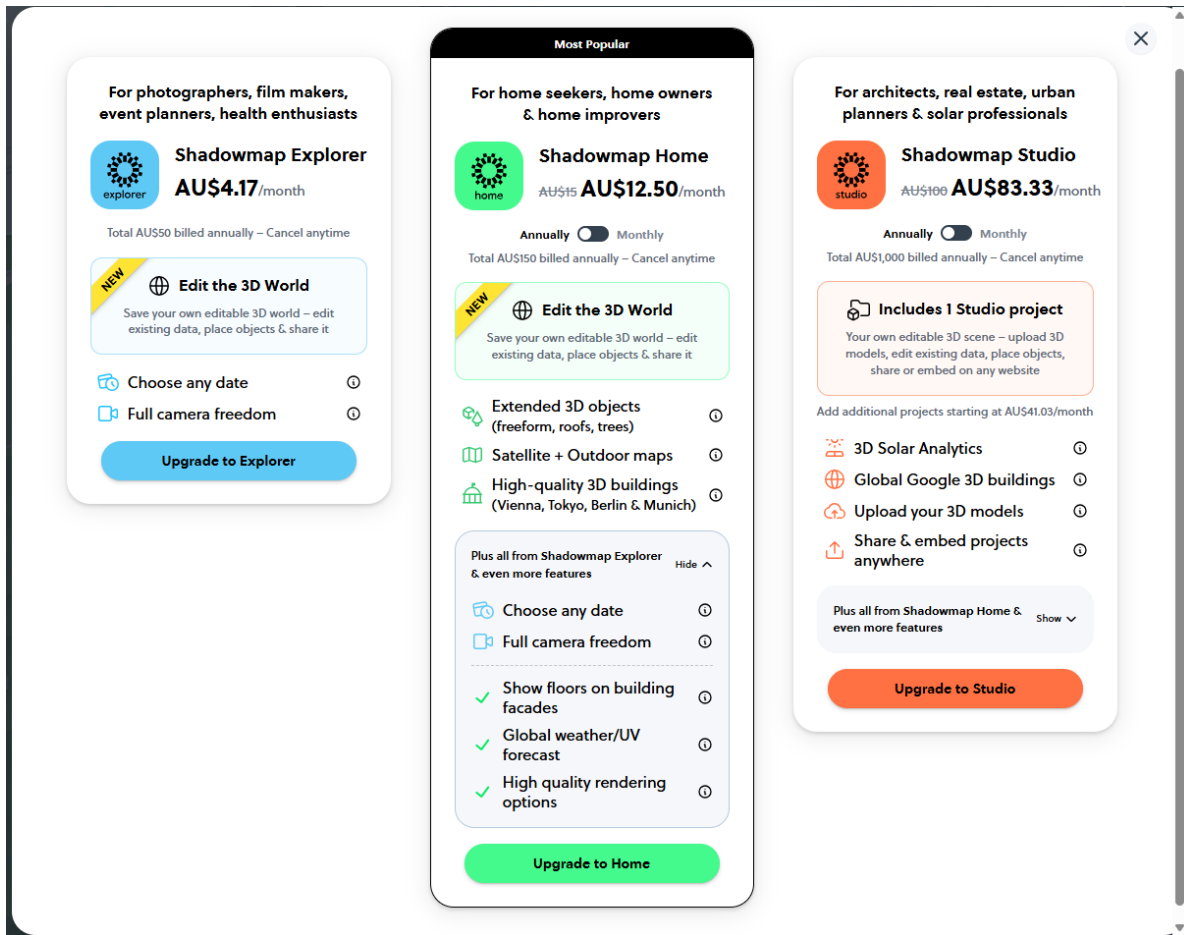 For photographers, film makers,
event planners, health enthusiasts
explorer
Shadowmap Explorer
AU$4.17/month
Total AU$50 billed annually – Cancel anytime
NEW
Edit the 3D World
Save your own editable 3D world – edit
existing data, place objects & share it
Choose any date
Full camera freedom
Upgrade to Explorer
Most Popular
For home seekers, home owners
& home improvers
home
Shadowmap Home
AU$15 AU$12.50/month
Annually Monthly
Total AU$150 billed annually – Cancel anytime
NEW
Edit the 3D World
Save your own editable 3D world – edit
existing data, place objects & share it
Extended 3D objects
(freeform, roofs, trees)
Satellite + Outdoor maps
High-quality 3D buildings
(Vienna, Tokyo, Berlin & Munich)
Plus all from Shadowmap Explorer
& even more features
Hide
Choose any date
Full camera freedom
Show floors on building
facades
Global weather/UV
forecast
High quality rendering
options
Upgrade to Home
For architects, real estate, urban
planners & solar professionals
studio
Shadowmap Studio
AU$100 AU$83.33/month
Annually Monthly
Total AU$1,000 billed annually – Cancel anytime
Includes 1 Studio project
Your own editable 3D scene – upload 3D
models, edit existing data, place objects,
share or embed on any website
Add additional projects starting at AU$41.03/month
3D Solar Analytics
Global Google 3D buildings
Upload your 3D models
Share & embed projects
anywhere
Plus all from Shadowmap Home &
even more features
Show
Upgrade to Studio